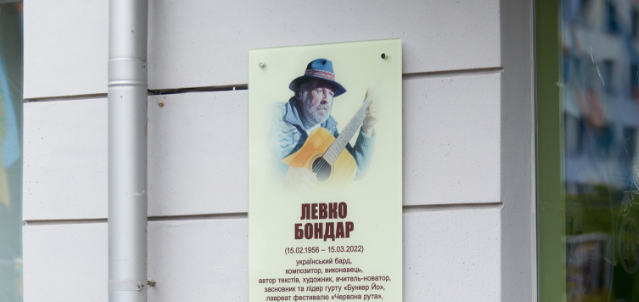 ЛЕВКО
БОНДАР
(15.02.1956 – 15.03.2022)
український бард,
композитор, виконавець,
автор текстів, художник, вчитель-новатор,
засновник та лідер гурту «Бункер Йо»,
лавреат фестивалю «Червона рута»,